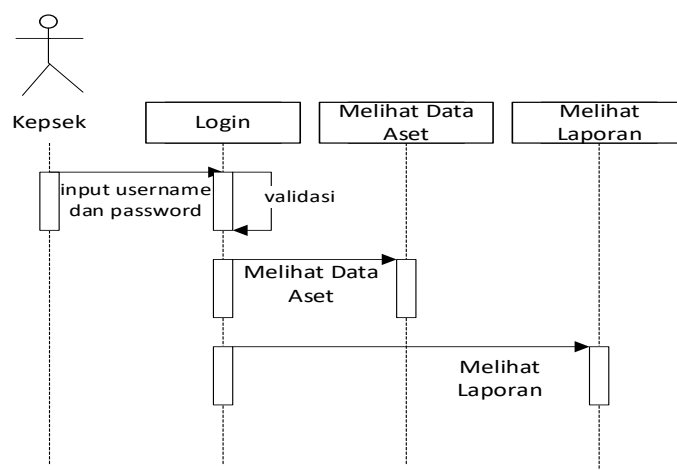 Kepsek
Login
Melihat Data
Aset
Melihat
Laporan
input username
dan password
validasi
Melihat Data
Aset
Melihat
Laporan